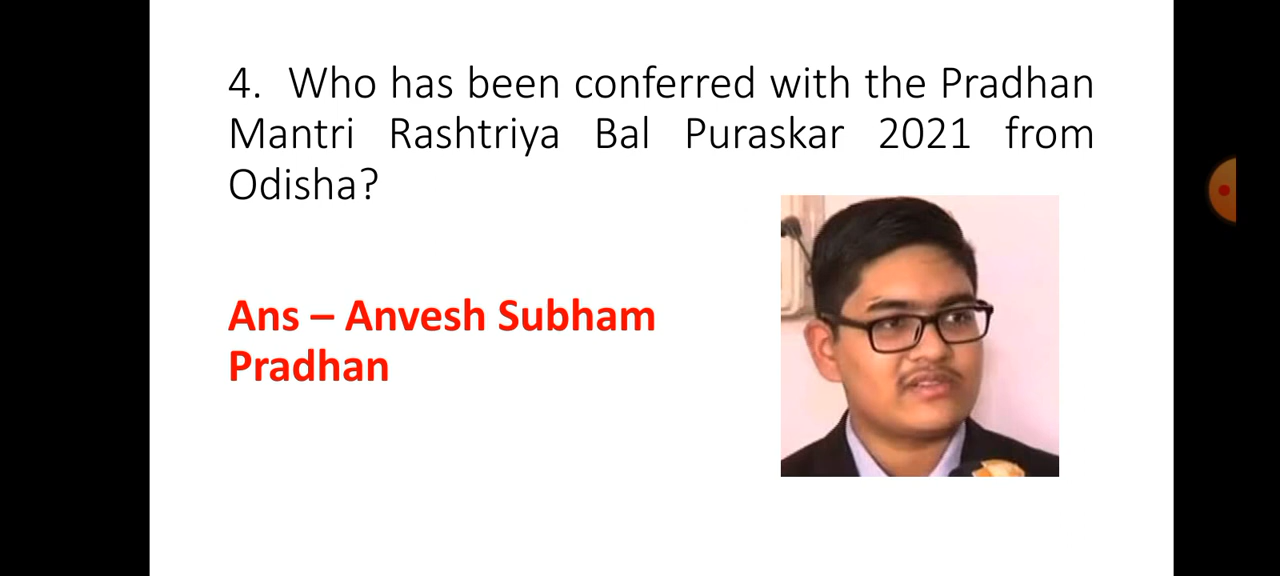 4. Who has been conferred with the Pradhan
Mantri Rashtriya Bal Puraskar 2021 from
Odisha?
Ans – Anvesh Subham
Pradhan